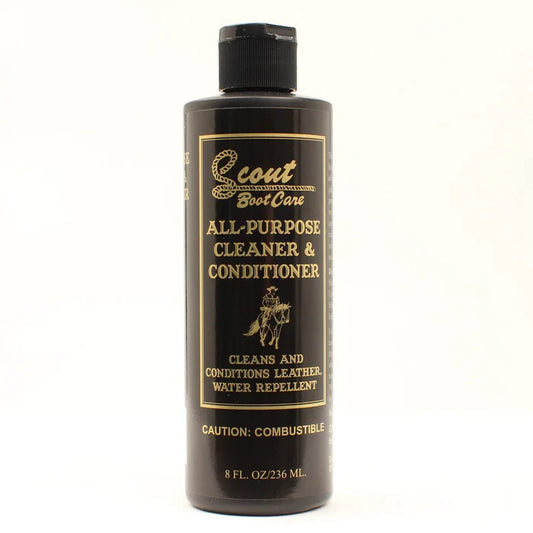 Scout
Boot Care
ALL-PURPOSE
CLEANER &
CONDITIONER
CLEANS AND
CONDITIONS LEATHER.
WATER REPELLENT
CAUTION: COMBUSTIBLE
8 FL. OZ/236 ML.